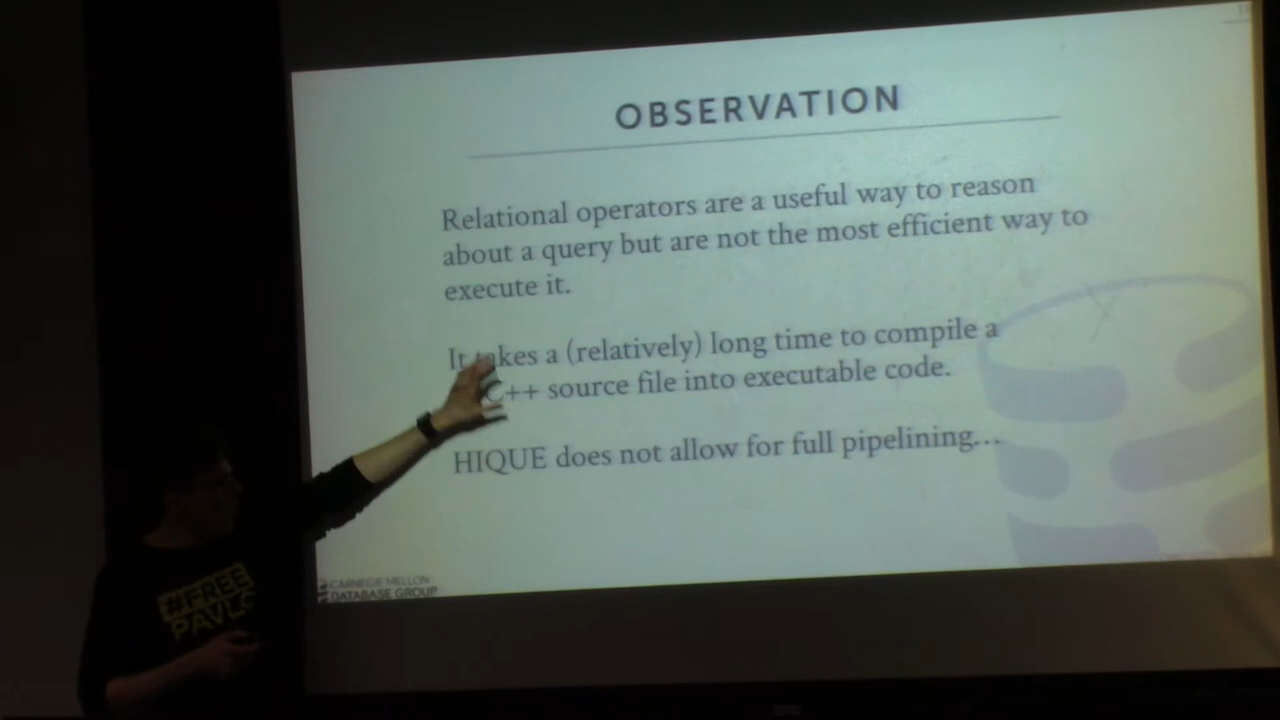 OBSERVATION
Relational operators are a useful way to reason
about a query but are not the most efficient way to
execute it.
It takes a (relatively) long time to compile a
C++ source file into executable code.
HIQUE does not allow for full pipelining...
CARNEGIE MELLON
DATABASE GROUP
#FREE
PAVLO